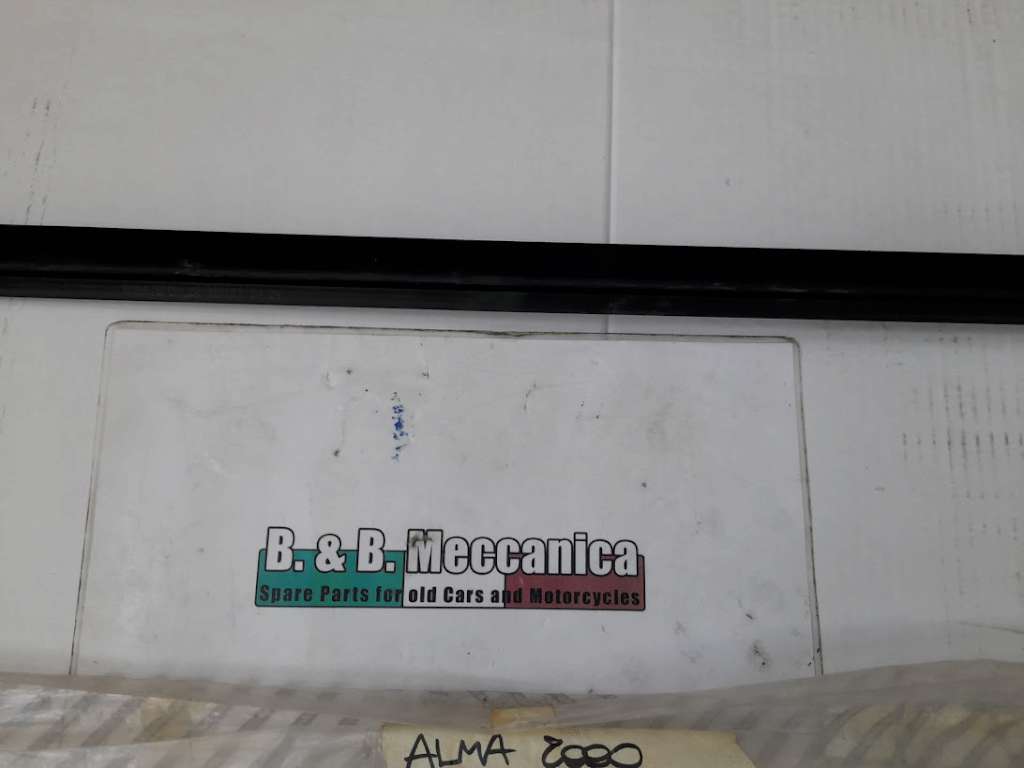 B. & B. Meccanica
Spare Parts for old Cars and Motorcycles
ALMA 2000